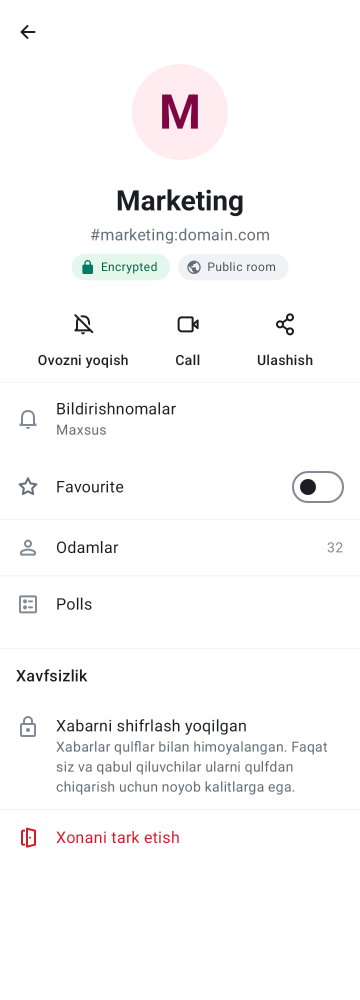 M
Marketing
#marketing:domain.com
Encrypted
Public room
Ovozni yoqish
Call
Ulashish
Bildirishnomalar
Maxsus
Favourite
Odamlar
32
Polls
Xavfsizlik
Xabarni shifrlash yoqilgan
Xabarlar qulflar bilan himoyalangan. Faqat
siz va qabul qiluvchilar ularni qulfdan
chiqarish uchun noyob kalitlarga ega.
Xonani tark etish